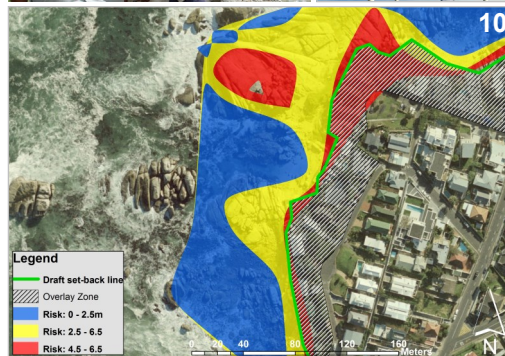 10
Legend
Draft set-back line
Overlay Zone
Risk: 0 - 2.5m
Risk: 2.5 - 6.5
Risk: 4.5 - 6.5
0 20 40 80 120 160
Meters
N